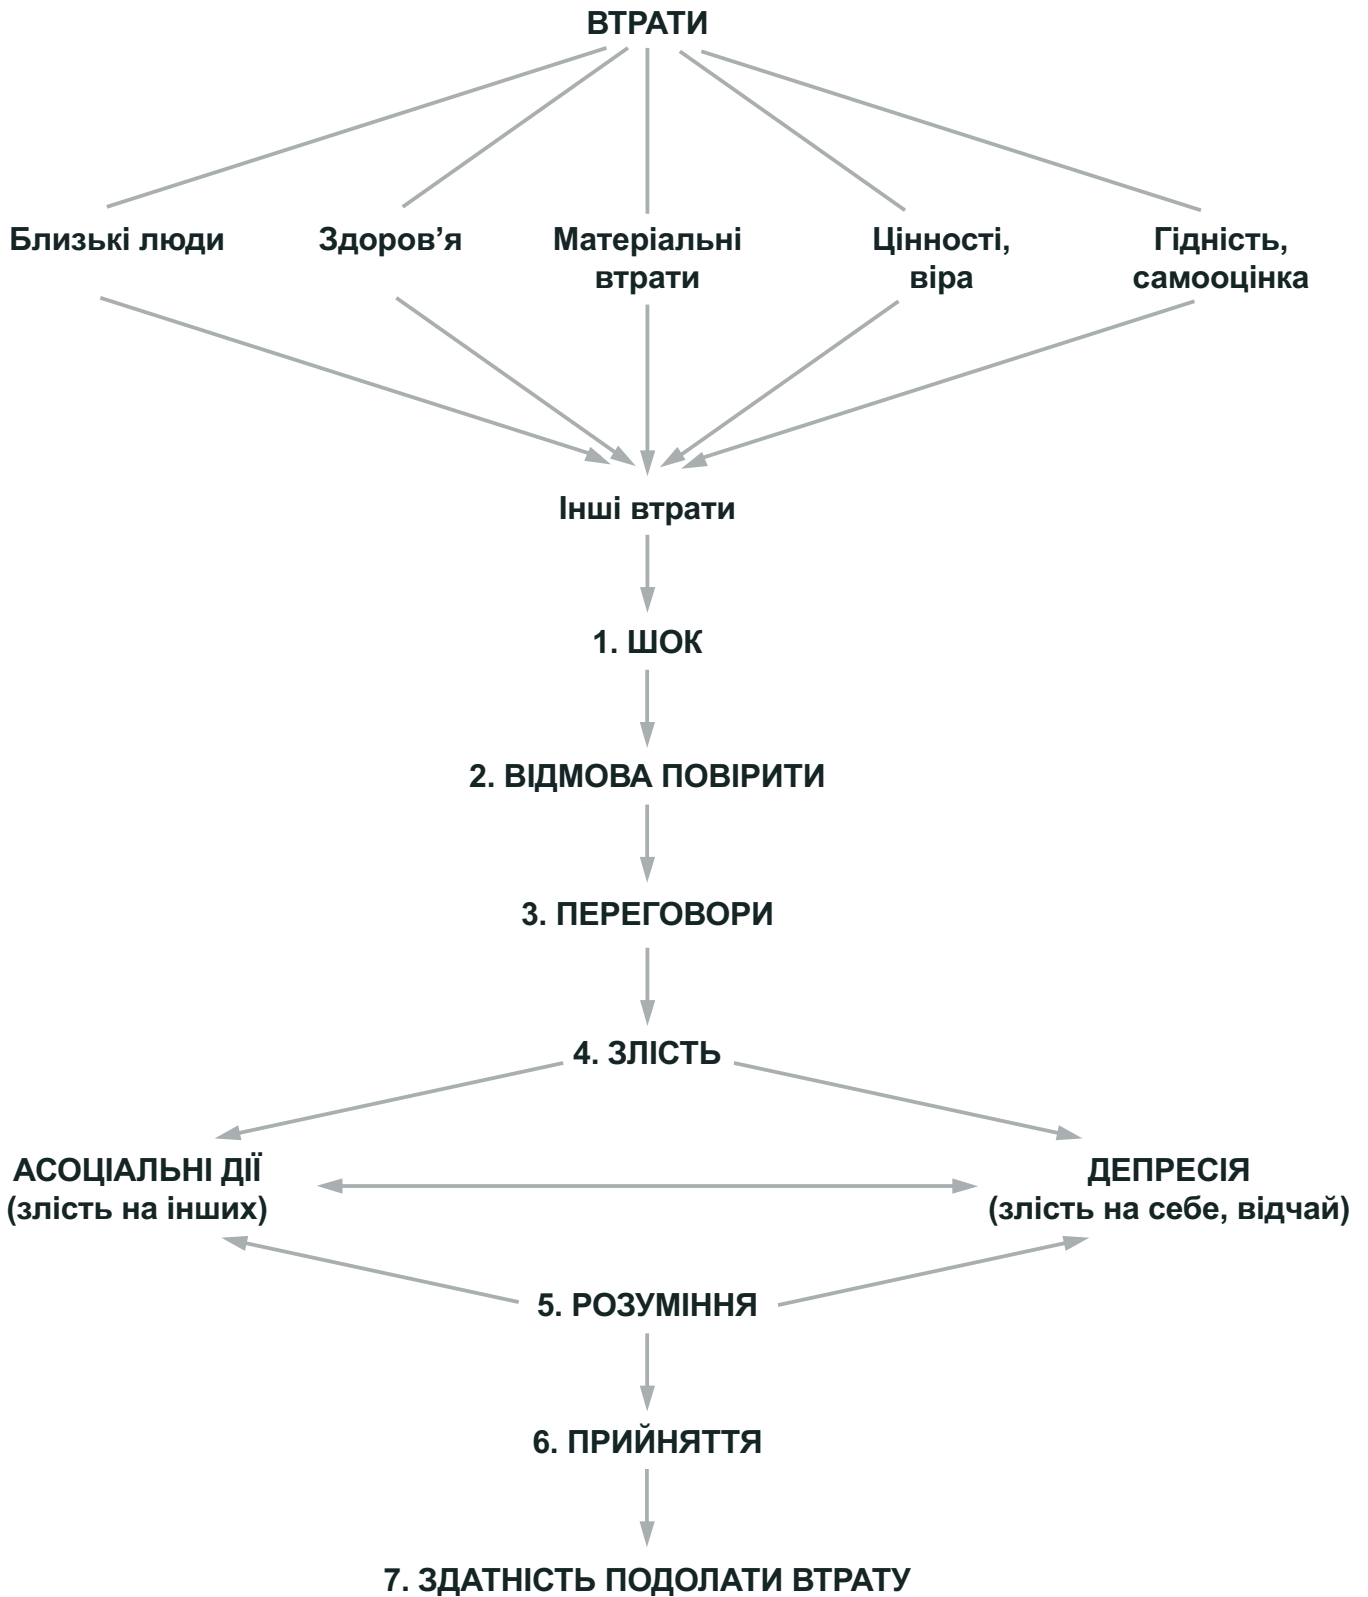 ВТРАТИ
Близькі люди
Здоров’я
Матеріальні
втрати
Цінності,
віра
Гідність,
самооцінка
Інші втрати
1. ШОК
2. ВІДМОВА ПОВІРИТИ
3. ПЕРЕГОВОРИ
4. ЗЛІСТЬ
АСОЦІАЛЬНІ ДІЇ
(злість на інших)
ДЕПРЕСІЯ
(злість на себе, відчай)
5. РОЗУМІННЯ
6. ПРИЙНЯТТЯ
7. ЗДАТНІСТЬ ПОДОЛАТИ ВТРАТУ